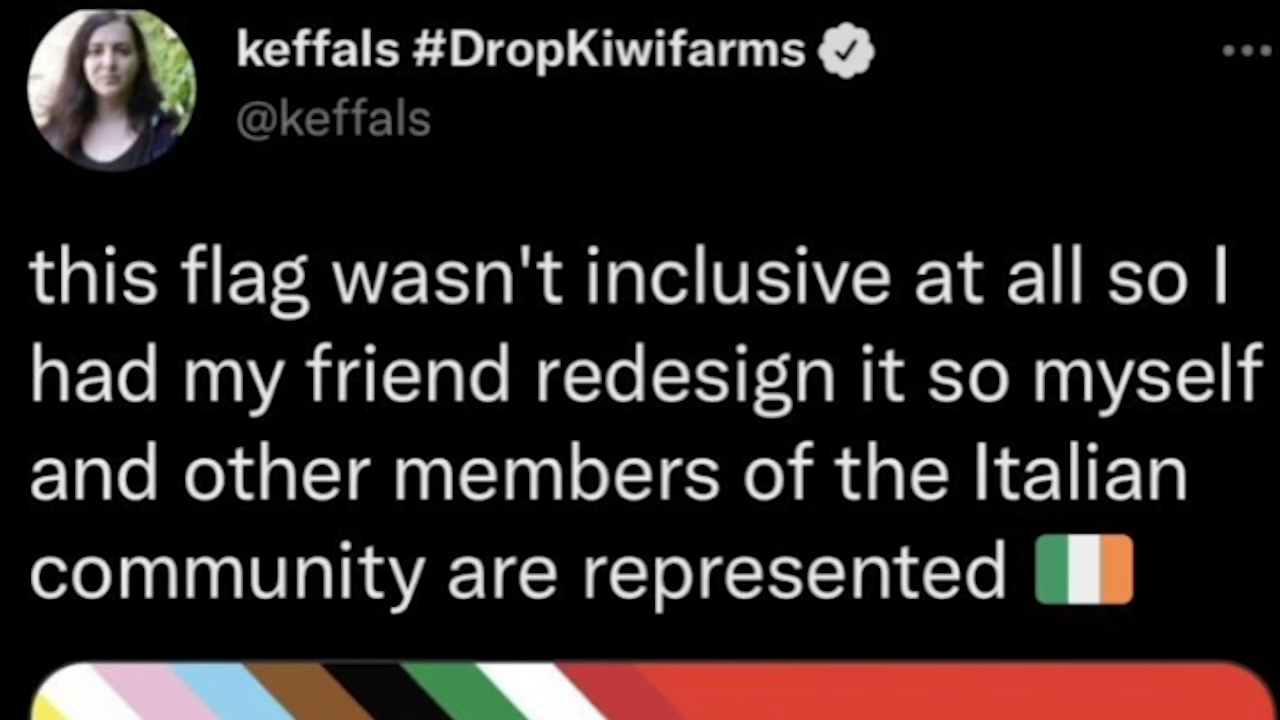 keffals #DropKiwifarms
@keffals
this flag wasn't inclusive at all so I
had my friend redesign it so myself
and other members of the Italian
community are represented 🇮🇪